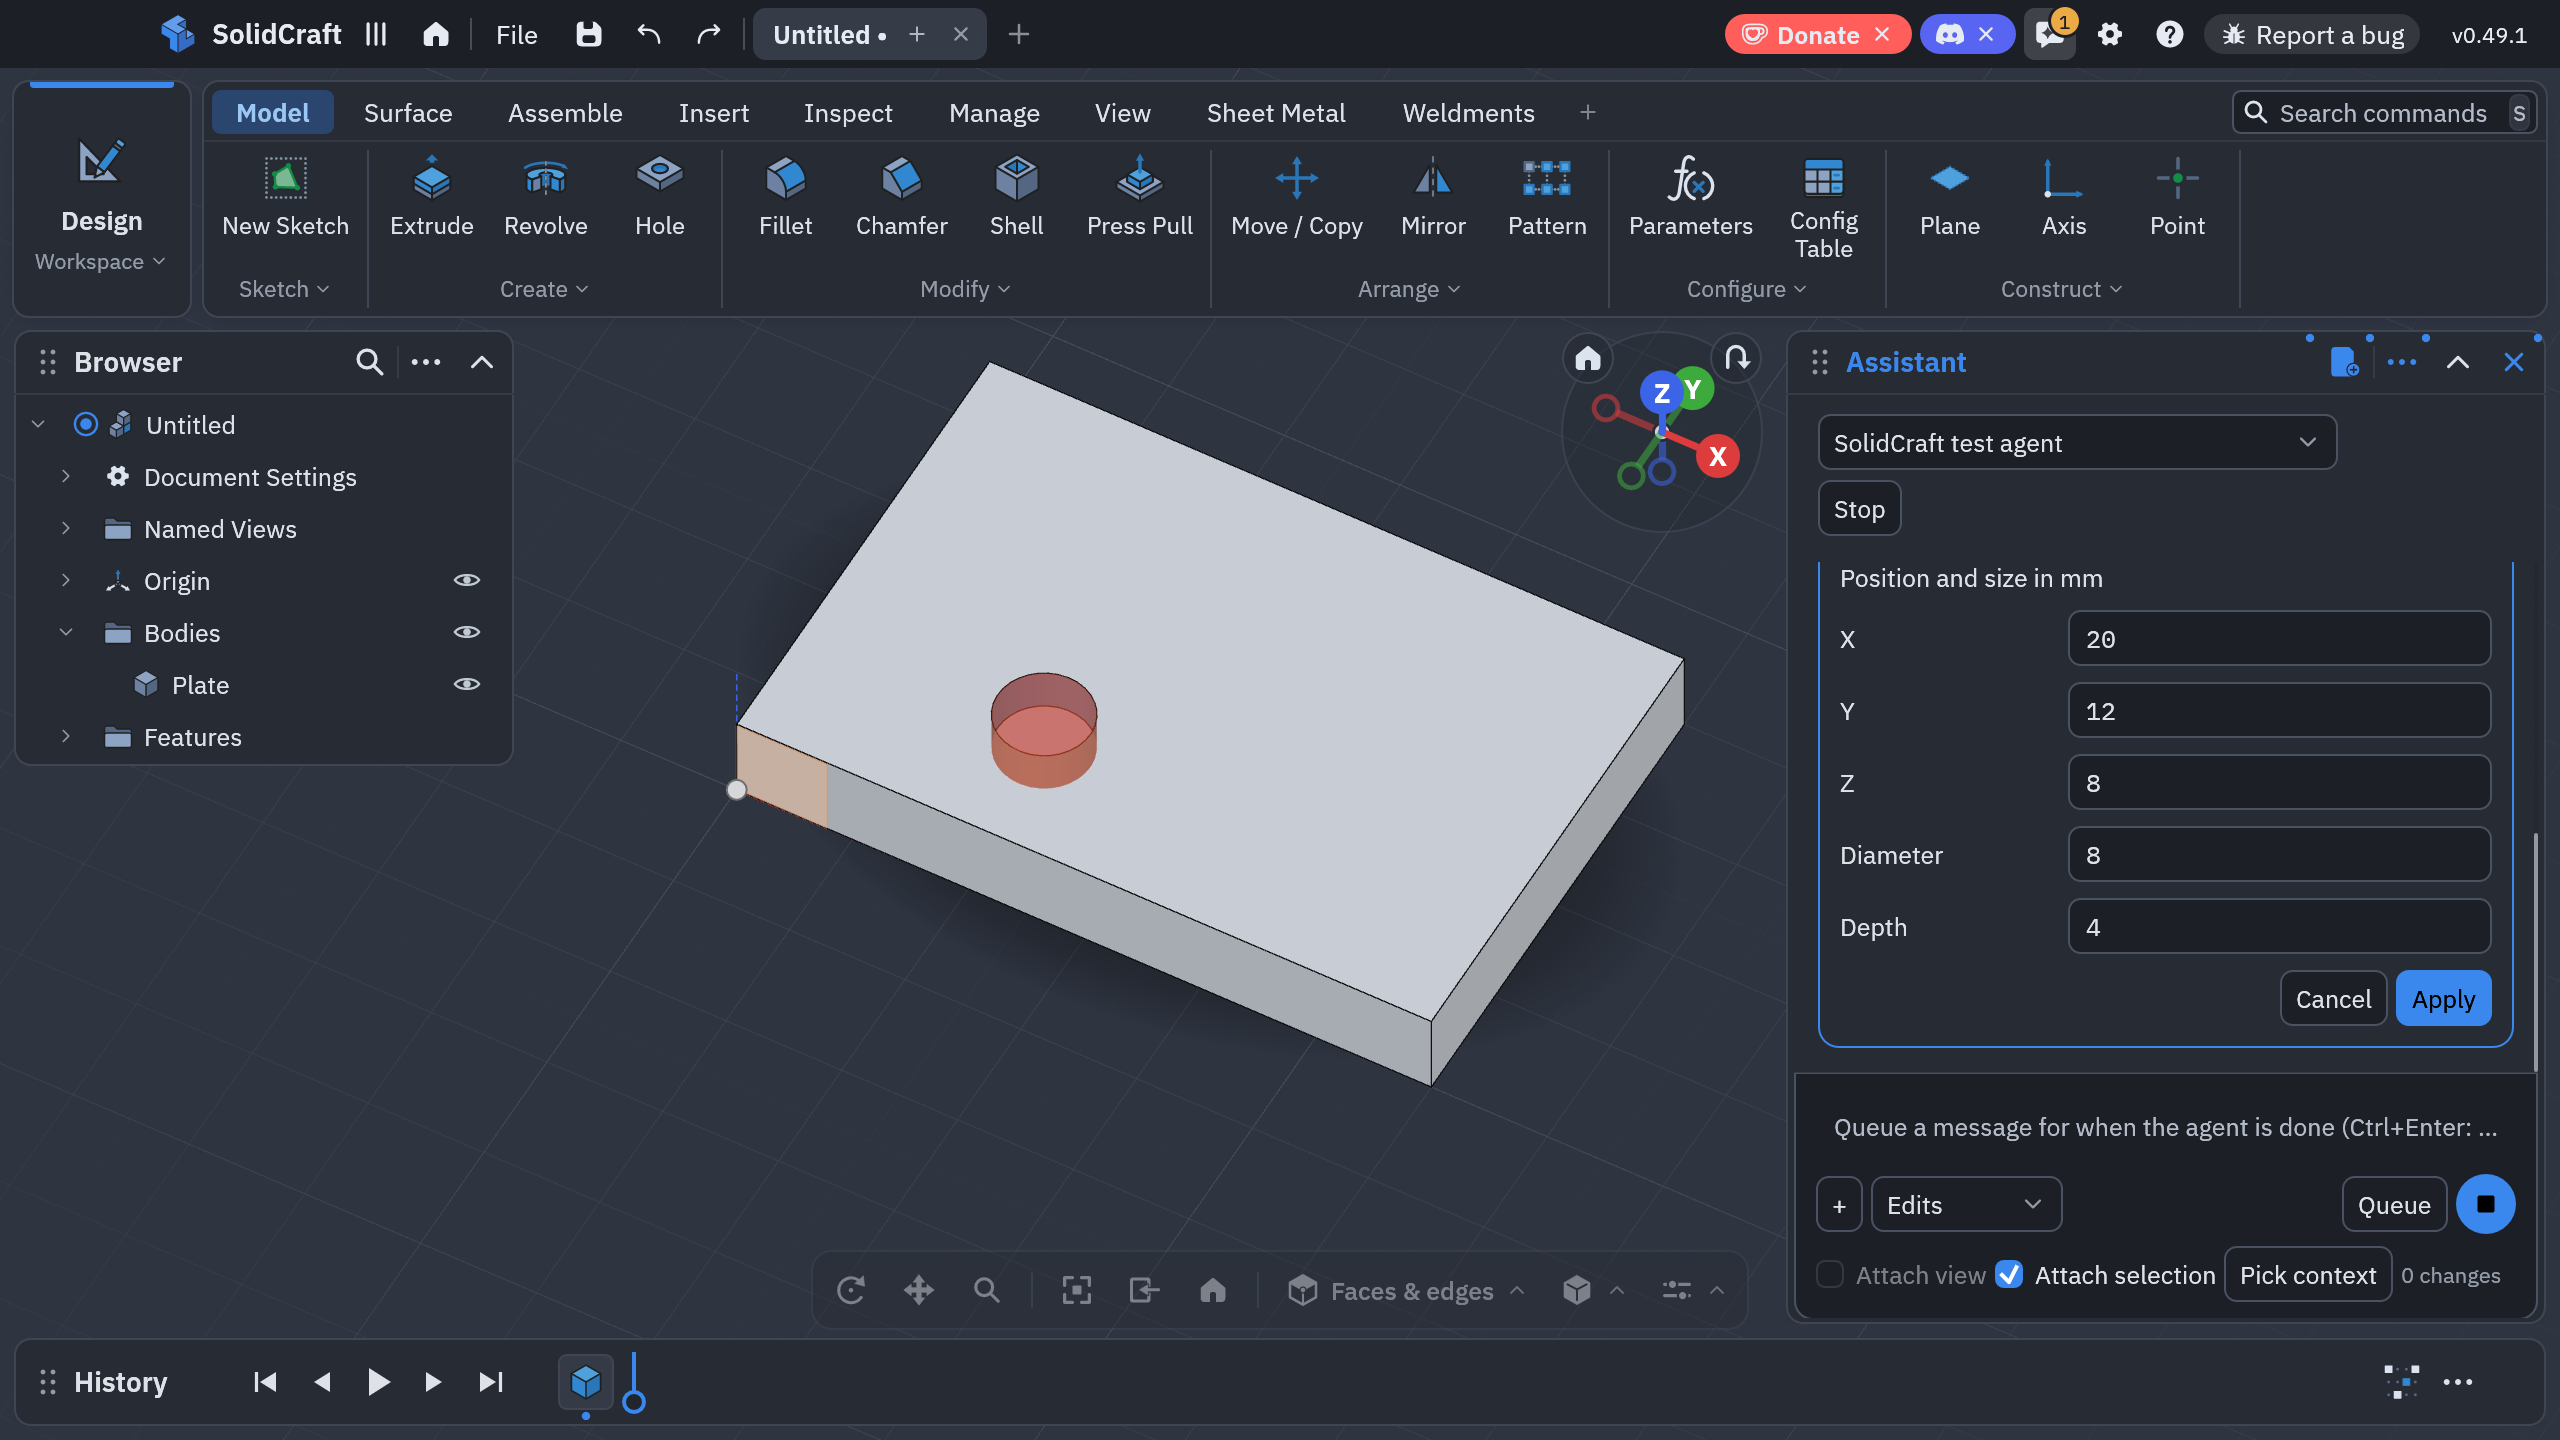 SolidCraft
File
Untitled •
Donate
1
Report a bug
v0.49.1
Design
Workspace
Model
Surface
Assemble
Insert
Inspect
Manage
View
Sheet Metal
Weldments
Search commands
S
New Sketch
Extrude
Revolve
Hole
Fillet
Chamfer
Shell
Press Pull
Move / Copy
Mirror
Pattern
Parameters
Config
Table
Plane
Axis
Point
Sketch
Create
Modify
Arrange
Configure
Construct
Browser
Untitled
Document Settings
Named Views
Origin
Bodies
Plate
Features
Z
Y
X
Assistant
SolidCraft test agent
Stop
Position and size in mm
X
20
Y
12
Z
8
Diameter
8
Depth
4
Cancel
Apply
Queue a message for when the agent is done (Ctrl+Enter: ...
+
Edits
Queue
Attach view
Attach selection
Pick context
0 changes
Faces & edges
History